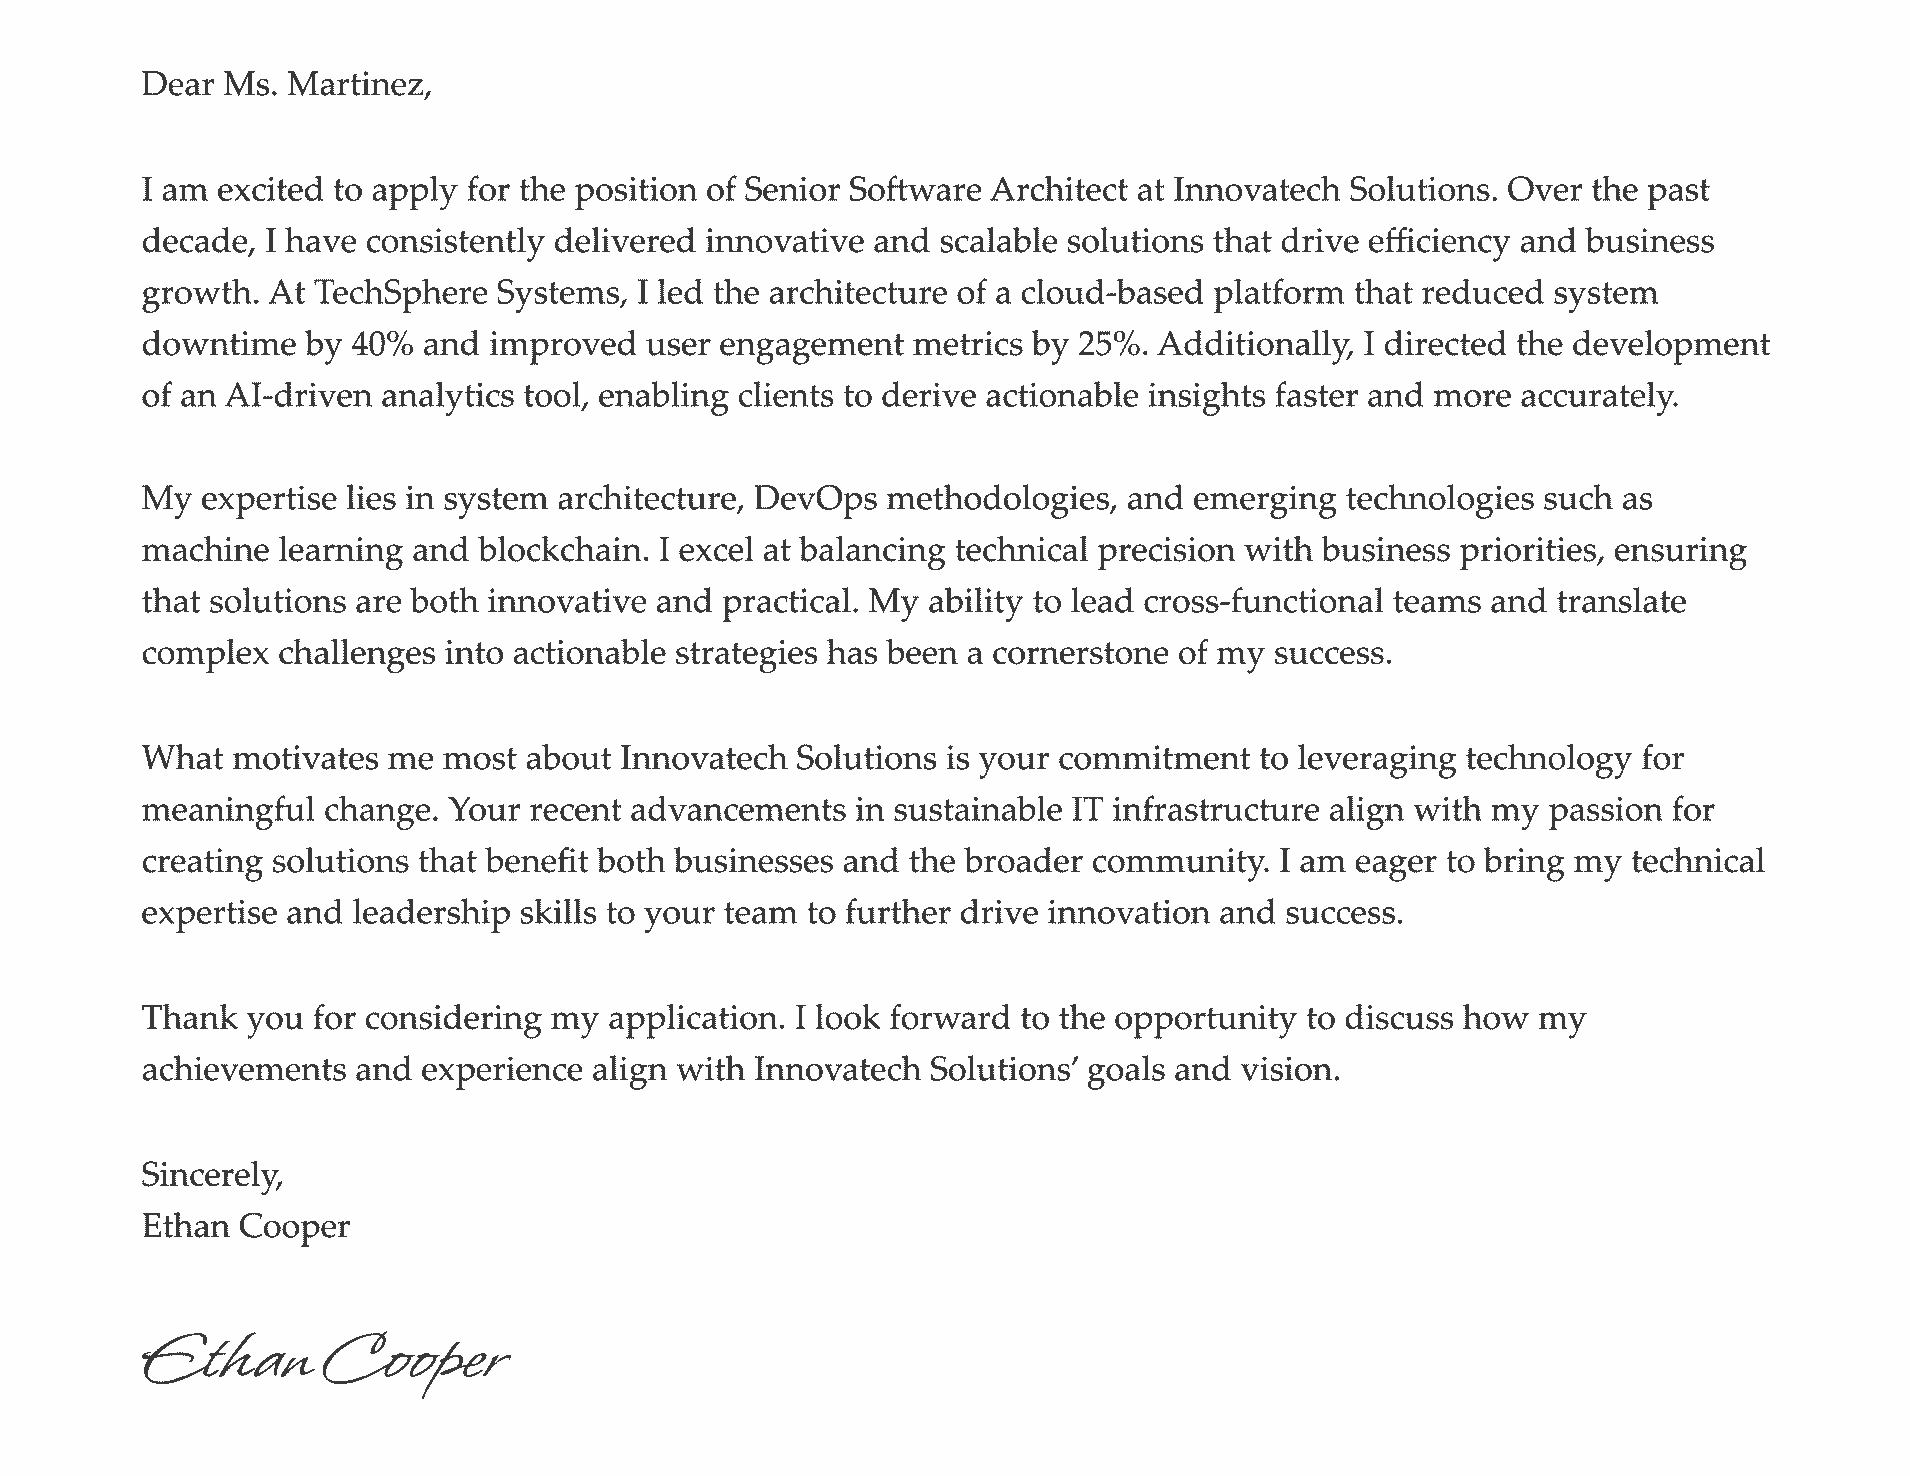 Dear Ms. Martinez,
I am excited to apply for the position of Senior Software Architect at Innovatech Solutions. Over the past
decade, I have consistently delivered innovative and scalable solutions that drive efficiency and business
growth. At TechSphere Systems, I led the architecture of a cloud-based platform that reduced system
downtime by 40% and improved user engagement metrics by 25%. Additionally, I directed the development
of an AI-driven analytics tool, enabling clients to derive actionable insights faster and more accurately.
My expertise lies in system architecture, DevOps methodologies, and emerging technologies such as
machine learning and blockchain. I excel at balancing technical precision with business priorities, ensuring
that solutions are both innovative and practical. My ability to lead cross-functional teams and translate
complex challenges into actionable strategies has been a cornerstone of my success.
What motivates me most about Innovatech Solutions is your commitment to leveraging technology for
meaningful change. Your recent advancements in sustainable IT infrastructure align with my passion for
creating solutions that benefit both businesses and the broader community. I am eager to bring my technical
expertise and leadership skills to your team to further drive innovation and success.
Thank you for considering my application. I look forward to the opportunity to discuss how my
achievements and experience align with Innovatech Solutions’ goals and vision.
Sincerely,
Ethan Cooper
Ethan Cooper